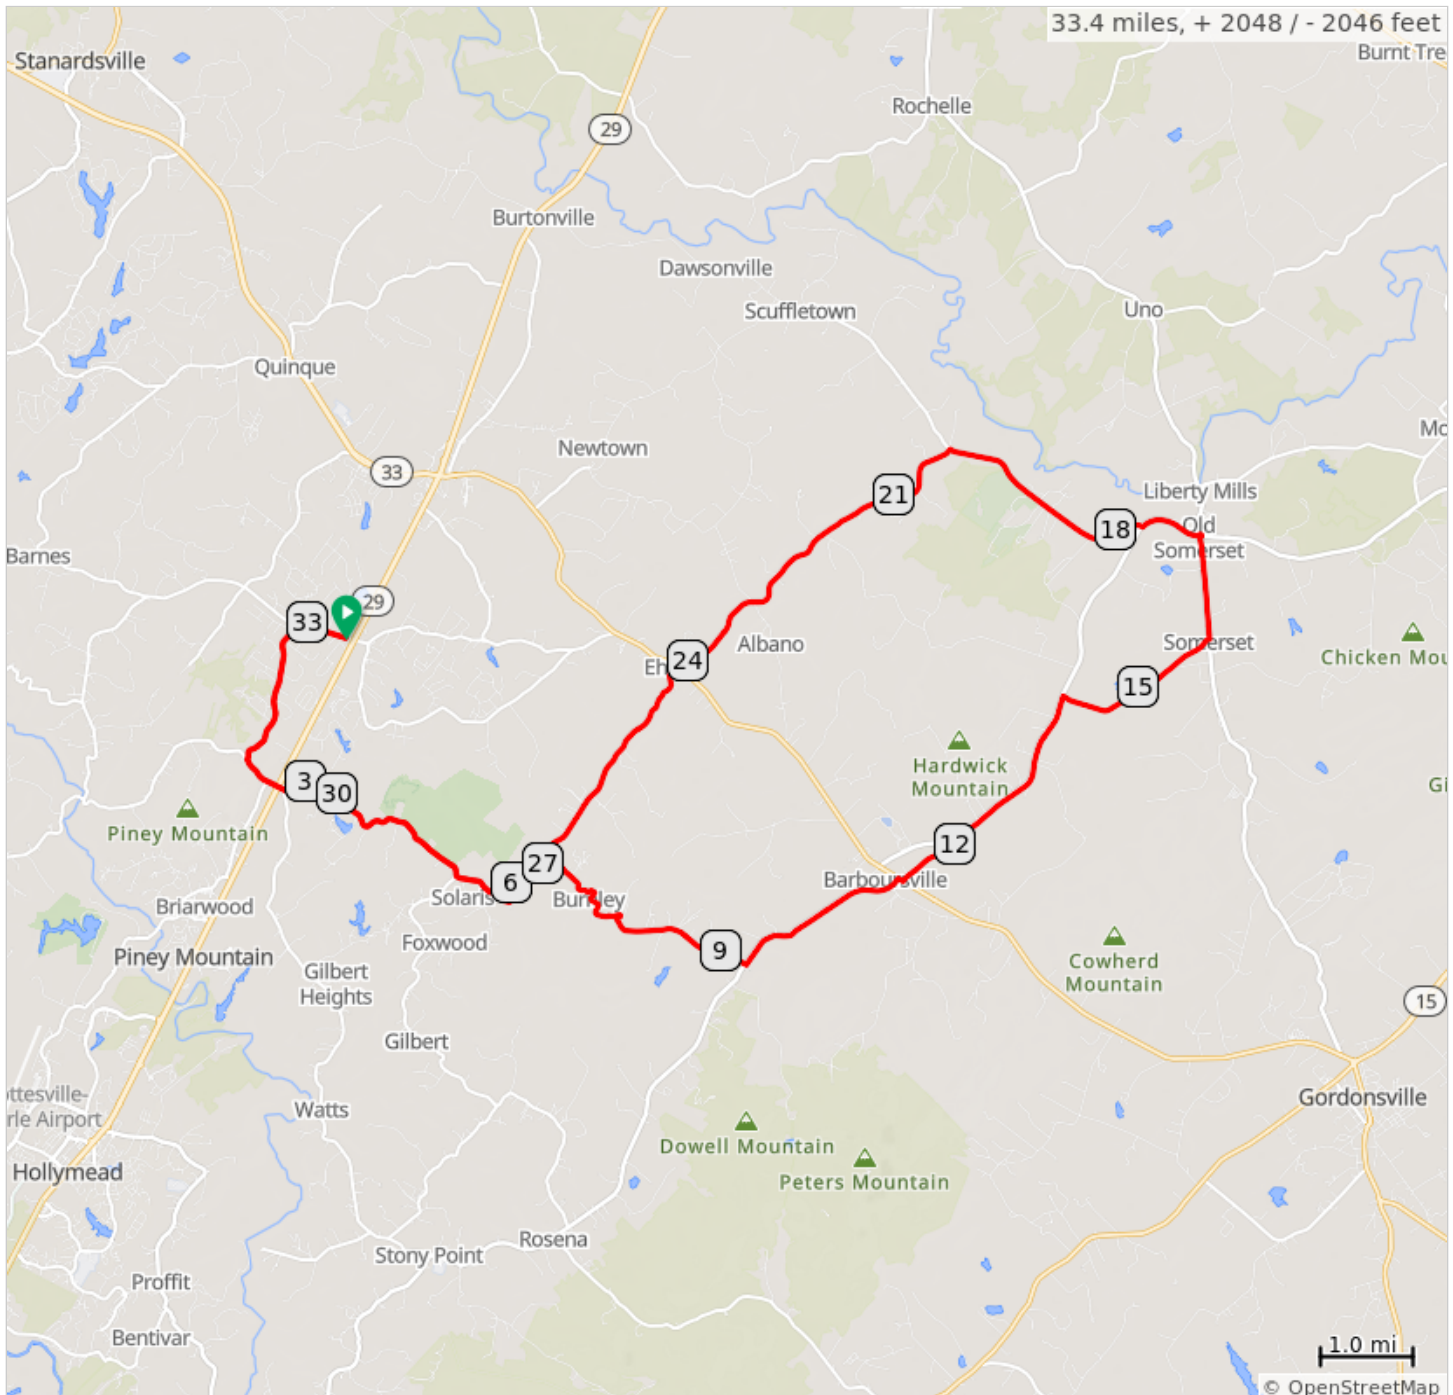 33.4 miles, + 2048 / - 2046 feet
Stanardsville
Burnt Tre
Rochelle
29
Burtonville
Dawsonville
Scuffletown
Uno
Quinque
Newtown
Mc
33
21
Liberty Mills
18
Old
Somerset
Barnes
29
33
24
Albano
Eh
Somerset
Chicken Mou
15
Hardwick
Mountain
3
30
Gi
Piney Mountain
12
27
6
Barboursville
Solaris
Burnley
Briarwood
Foxwood
9
Piney Mountain
Cowherd
Mountain
Gilbert
Heights
15
Gilbert
ottesville-
rle Airport
Watts
Gordonsville
Dowell Mountain
Hollymead
Peters Mountain
Rosena
Stony Point
Proffit
Bentivar
1.0 mi
© OpenStreetMap